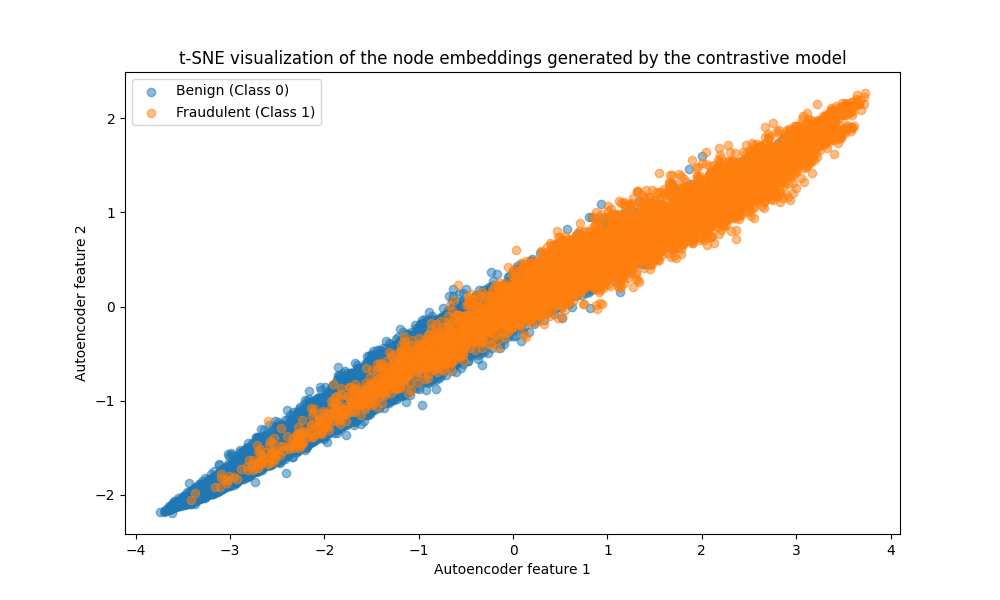 t-SNE visualization of the node embeddings generated by the contrastive model
Benign (Class 0)
Fraudulent (Class 1)
Autoencoder feature 2
2
1
0
−1
−2
−4
−3
−2
−1
0
1
2
3
4
Autoencoder feature 1